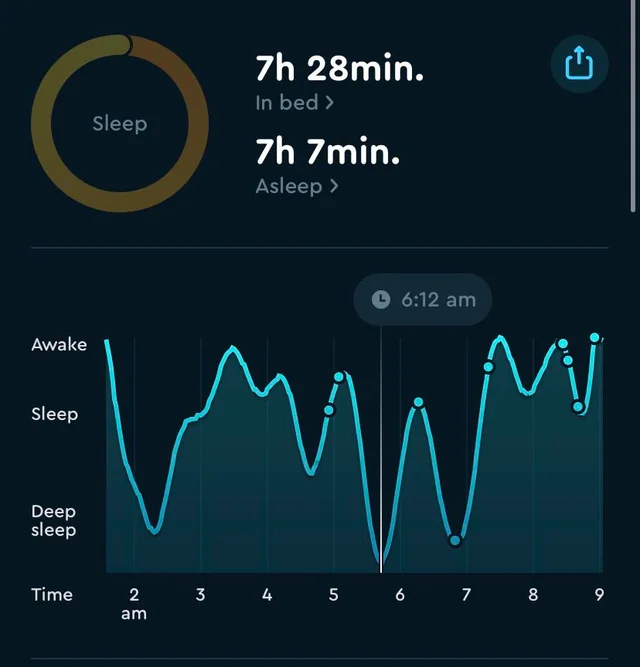 7h 28min.
In bed >
Sleep
7h 7min.
Asleep >
6:12 am
Awake
Sleep
Deep
sleep
Time 2 3 4 5 6 7 8 9
am